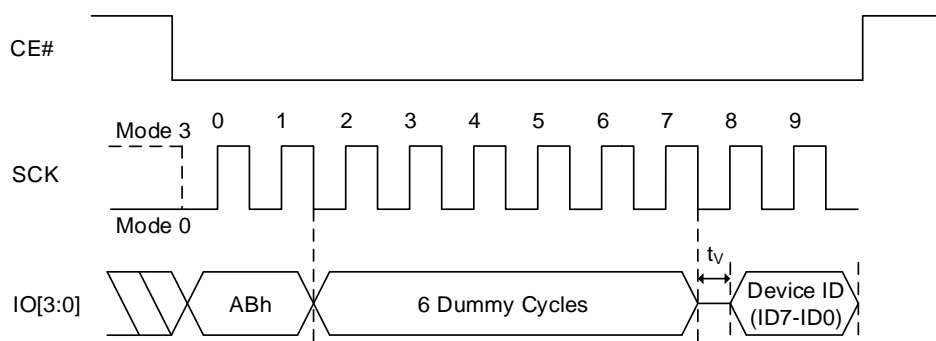 CE#
0 1 2 3 4 5 6 7 8 9
Mode 3
SCK
Mode 0
tV
IO[3:0]
ABh
6 Dummy Cycles
Device ID
(ID7-ID0)